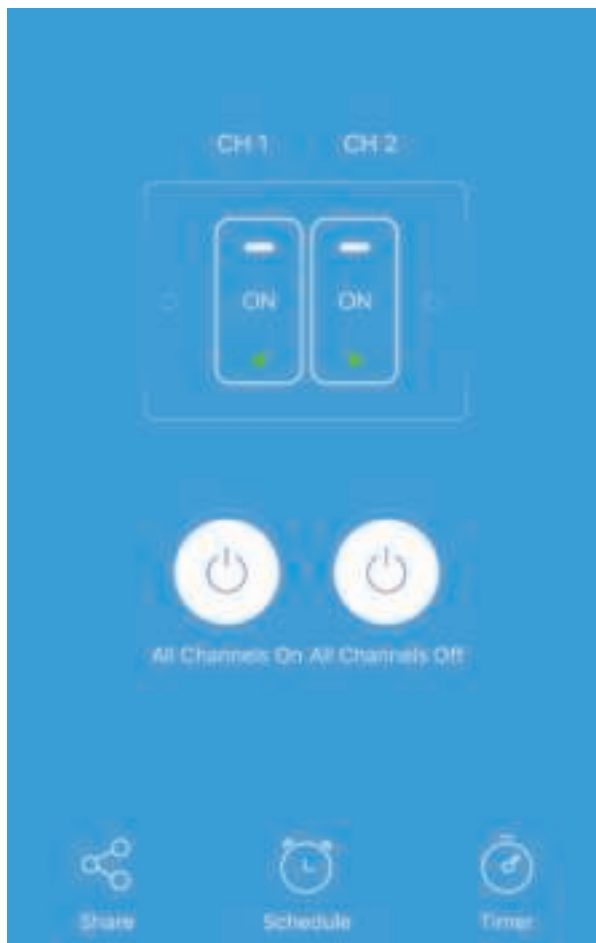 CH 1 CH 2
ON ON
All Channels On All Channels Off
Share Schedule Timer